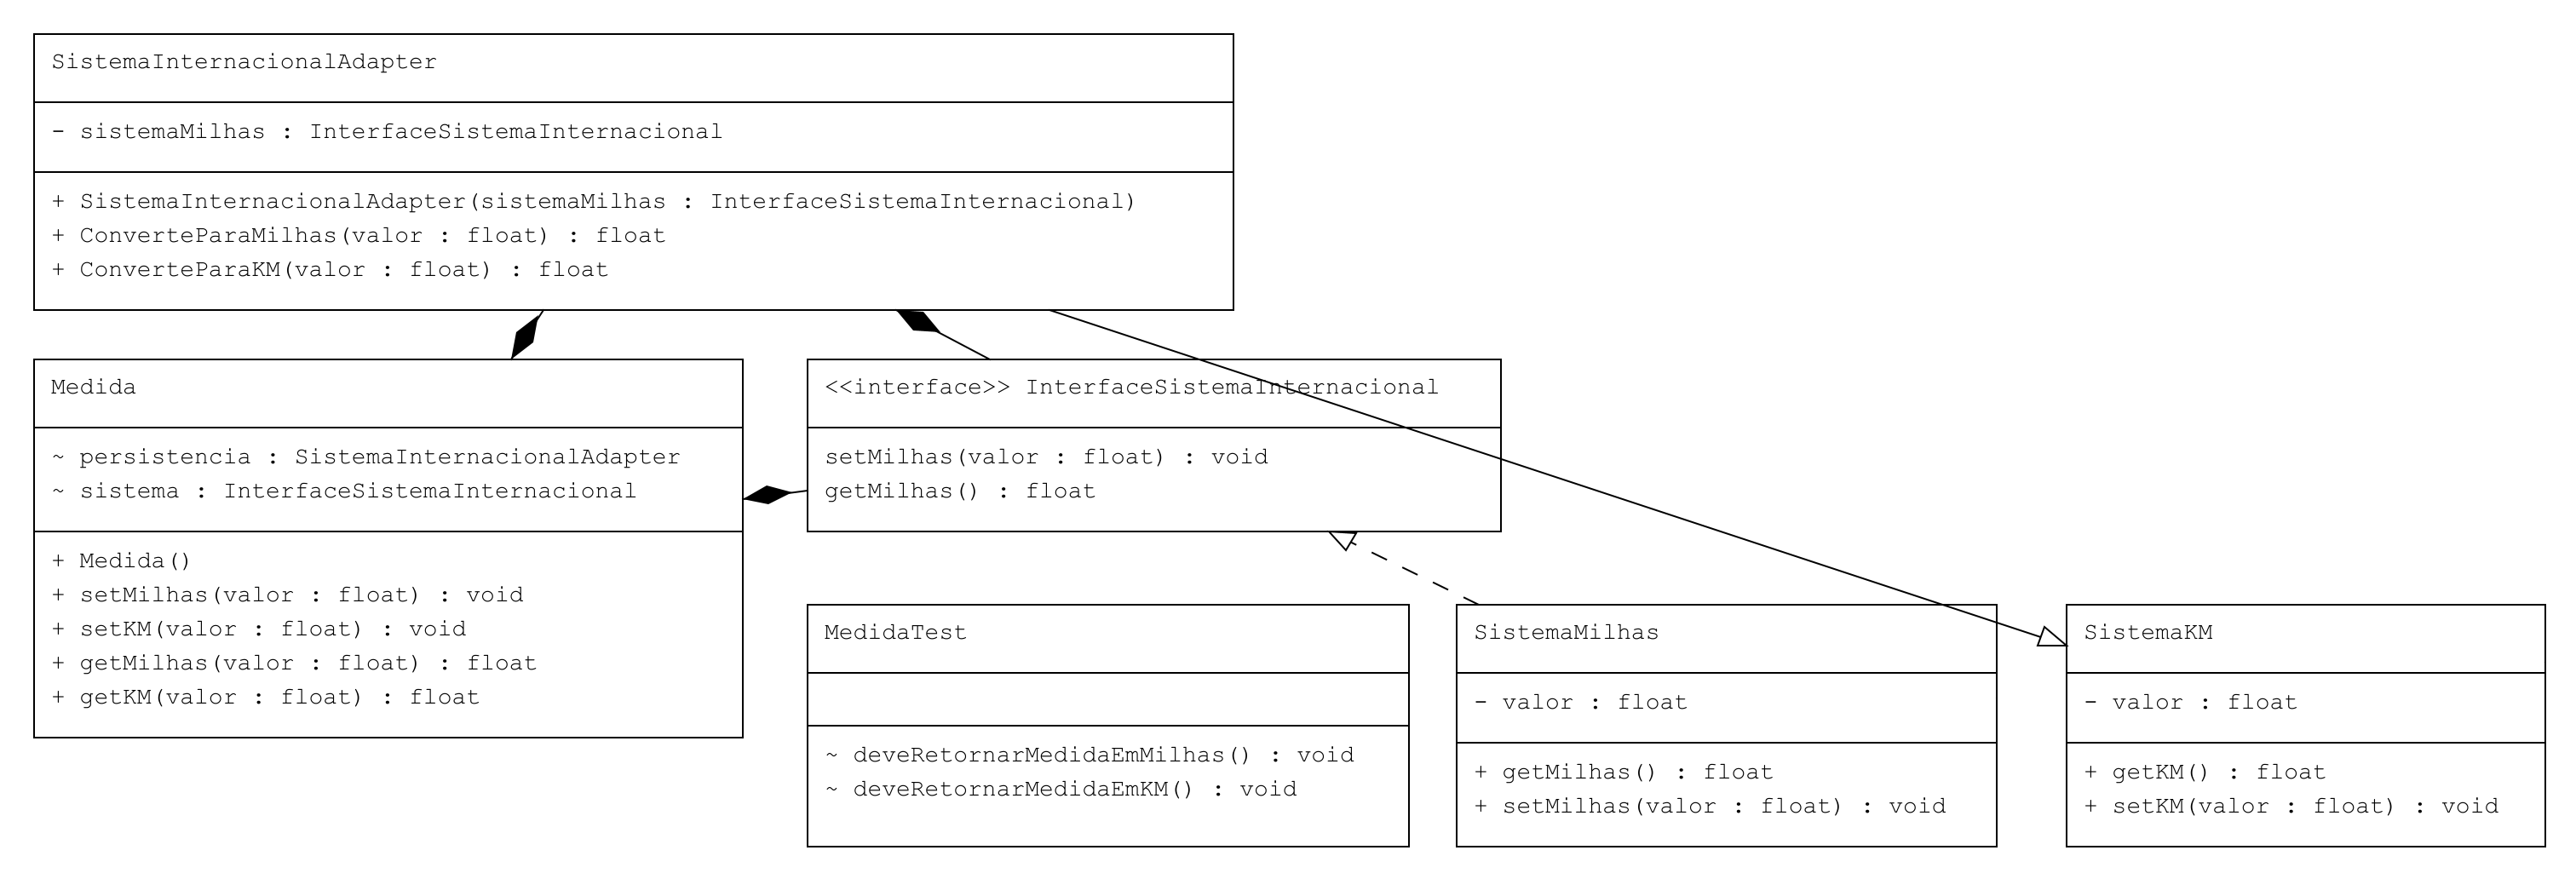 SistemaInternacionalAdapter
- sistemaMilhas : InterfaceSistemaInternacional
+ SistemaInternacionalAdapter(sistemaMilhas : InterfaceSistemaInternacional)
+ ConverteParaMilhas(valor : float) : float
+ ConverteParaKM(valor : float) : float
Medida
~ persistencia : SistemaInternacionalAdapter
~ sistema : InterfaceSistemaInternacional
+ Medida()
+ setMilhas(valor : float) : void
+ setKM(valor : float) : void
+ getMilhas(valor : float) : float
+ getKM(valor : float) : float
<<interface>> InterfaceSistemaInternacional
setMilhas(valor : float) : void
getMilhas() : float
MedidaTest
~ deveRetornarMedidaEmMilhas() : void
~ deveRetornarMedidaEmKM() : void
SistemaMilhas
- valor : float
+ getMilhas() : float
+ setMilhas(valor : float) : void
SistemaKM
- valor : float
+ getKM() : float
+ setKM(valor : float) : void